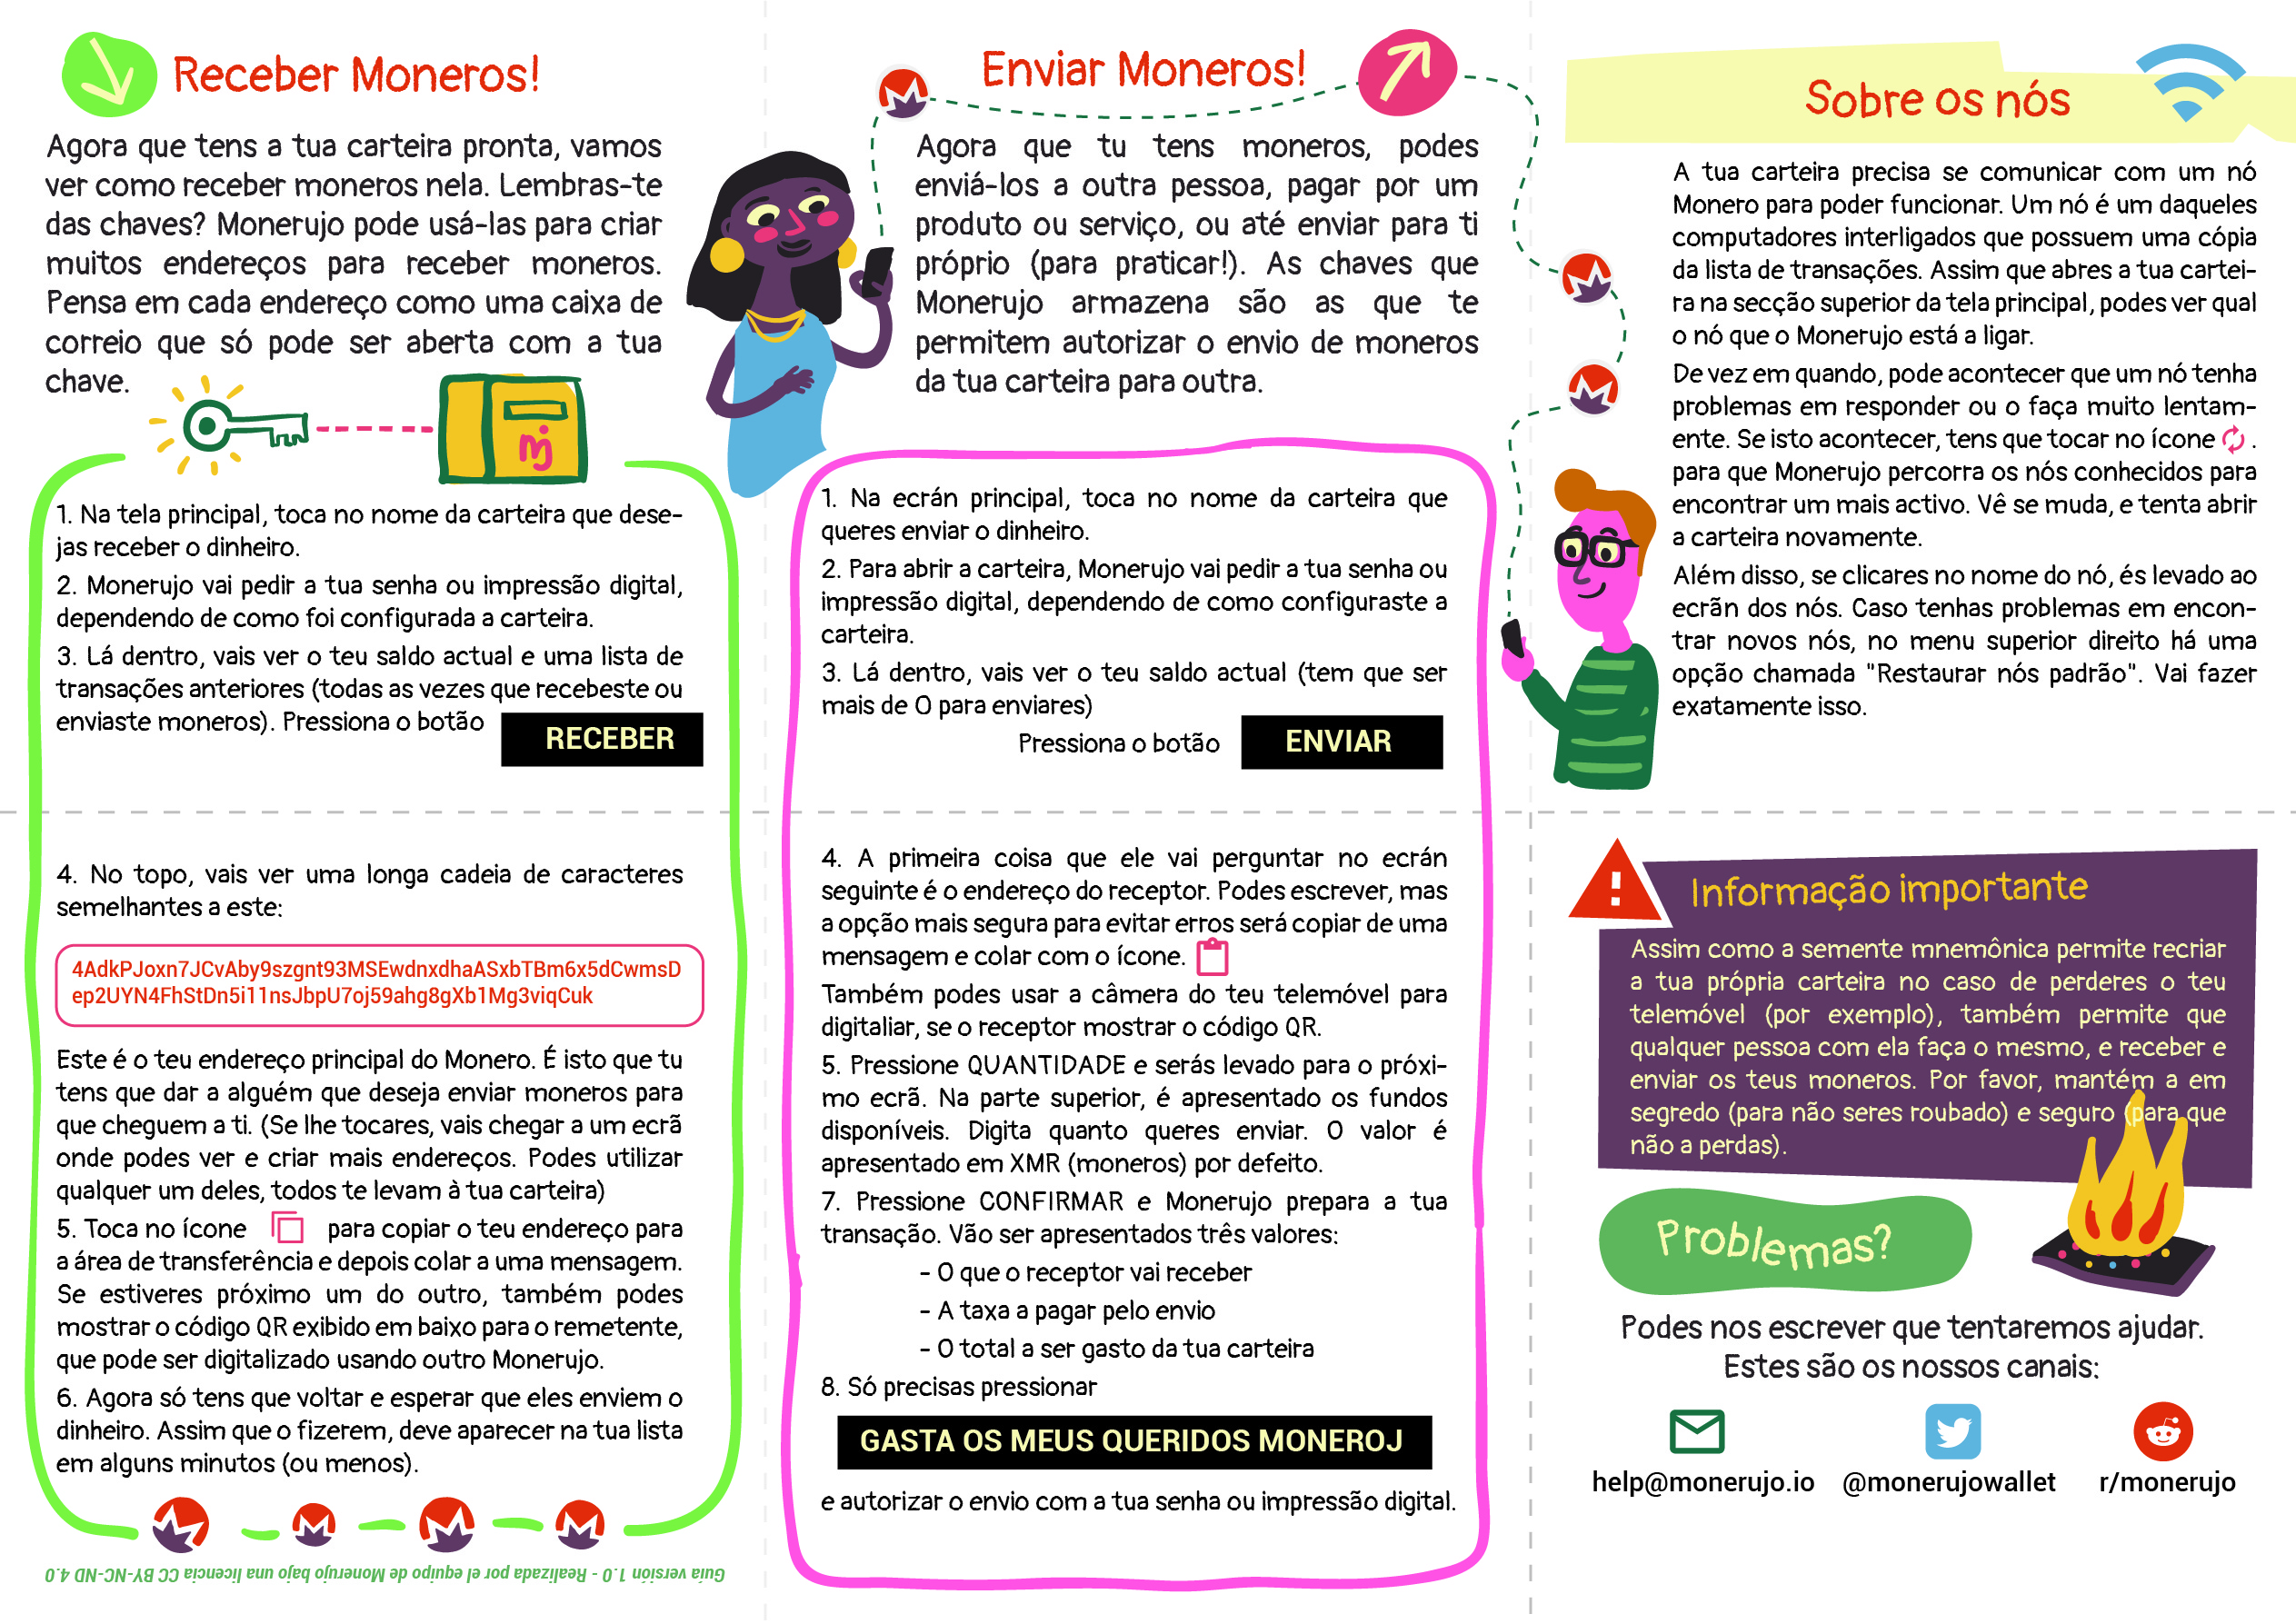 Receber Moneros!
Agora que tens a tua carteira pronta, vamos
ver como receber moneros nela. Lembras-te
das chaves? Monerujo pode usá-las para criar
muitos endereços para receber moneros.
Pensa em cada endereço como uma caixa de
correio que só pode ser aberta com a tua
chave.
mj
1. Na tela principal, toca no nome da carteira que dese-
jas receber o dinheiro.
2. Monerujo vai pedir a tua senha ou impressão digital,
dependendo de como foi configurada a carteira.
3. Lá dentro, vais ver o teu saldo actual e uma lista de
transações anteriores (todas as vezes que recebeste ou
enviaste moneros). Pressiona o botão
RECEBER
4. No topo, vais ver uma longa cadeia de caracteres
semelhantes a este:
4AdkPJoxn7JCvAby9szgnt93MSEwdnxdhaASxbTBm6x5dCwmsD
ep2UYN4FhStDn5i11nsJbpU7oj59ahg8gXb1Mg3viqCuk
Este é o teu endereço principal do Monero. É isto que tu
tens que dar a alguém que deseja enviar moneros para
que cheguem a ti. (Se lhe tocares, vais chegar a um ecrã
onde podes ver e criar mais endereços. Podes utilizar
qualquer um deles, todos te levam à tua carteira)
5. Toca no ícone para copiar o teu endereço para
a área de transferência e depois colar a uma mensagem.
Se estiveres próximo um do outro, também podes
mostrar o código QR exibido em baixo para o remetente,
que pode ser digitalizado usando outro Monerujo.
6. Agora só tens que voltar e esperar que eles enviem o
dinheiro. Assim que o fizerem, deve aparecer na tua lista
em alguns minutos (ou menos).
Guia versión 1.0 - Realizada por el equipo de Monerujo bajo una licencia CC BY-NC-ND 4.0
Enviar Moneros!
Agora que tu tens moneros, podes
enviá-los a outra pessoa, pagar por um
produto ou serviço, ou até enviar para ti
próprio (para praticar!). As chaves que
Monerujo armazena são as que te
permitem autorizar o envio de moneros
da tua carteira para outra.
1. Na ecrán principal, toca no nome da carteira que
queres enviar o dinheiro.
2. Para abrir a carteira, Monerujo vai pedir a tua senha ou
impressão digital, dependendo de como configuraste a
carteira.
3. Lá dentro, vais ver o teu saldo actual (tem que ser
mais de 0 para enviares)
Pressiona o botão
ENVIAR
4. A primeira coisa que ele vai perguntar no ecrán
seguinte é o endereço do receptor. Podes escrever, mas
a opção mais segura para evitar erros será copiar de uma
mensagem e colar com o ícone.
Também podes usar a câmera do teu telemóvel para
digitaliar, se o receptor mostrar o código QR.
5. Pressione QUANTIDADE e serás levado para o próxi-
mo ecrã. Na parte superior, é apresentado os fundos
disponíveis. Digita quanto queres enviar. O valor é
apresentado em XMR (moneros) por defeito.
7. Pressione CONFIRMAR e Monerujo prepara a tua
transação. Vão ser apresentados três valores:
- O que o receptor vai receber
- A taxa a pagar pelo envio
- O total a ser gasto da tua carteira
8. Só precisas pressionar
GASTA OS MEUS QUERIDOS MONEROJ
e autorizar o envio com a tua senha ou impressão digital.
Sobre os nós
A tua carteira precisa se comunicar com um nó
Monero para poder funcionar. Um nó é um daqueles
computadores interligados que possuem uma cópia
da lista de transações. Assim que abres a tua cartei-
ra na secção superior da tela principal, podes ver qual
o nó que o Monerujo está a ligar.
De vez em quando, pode acontecer que um nó tenha
problemas em responder ou o faça muito lentam-
ente. Se isto acontecer, tens que tocar no ícone .
para que Monerujo percorra os nós conhecidos para
encontrar um mais activo. Vê se muda, e tenta abrir
a carteira novamente.
Além disso, se clicares no nome do nó, és levado ao
ecrãn dos nós. Caso tenhas problemas em encon-
trar novos nós, no menu superior direito há uma
opção chamada "Restaurar nós padrão". Vai fazer
exatamente isso.
Informação importante
Assim como a semente mnemônica permite recriar
a tua própria carteira no caso de perderes o teu
telemóvel (por exemplo), também permite que
qualquer pessoa com ela faça o mesmo, e receber e
enviar os teus moneros. Por favor, mantém a em
segredo (para não seres roubado) e seguro (para que
não a perdas).
Problemas?
Podes nos escrever que tentaremos ajudar.
Estes são os nossos canais:
help@monerujo.io
@monerujowallet
r/monerujo